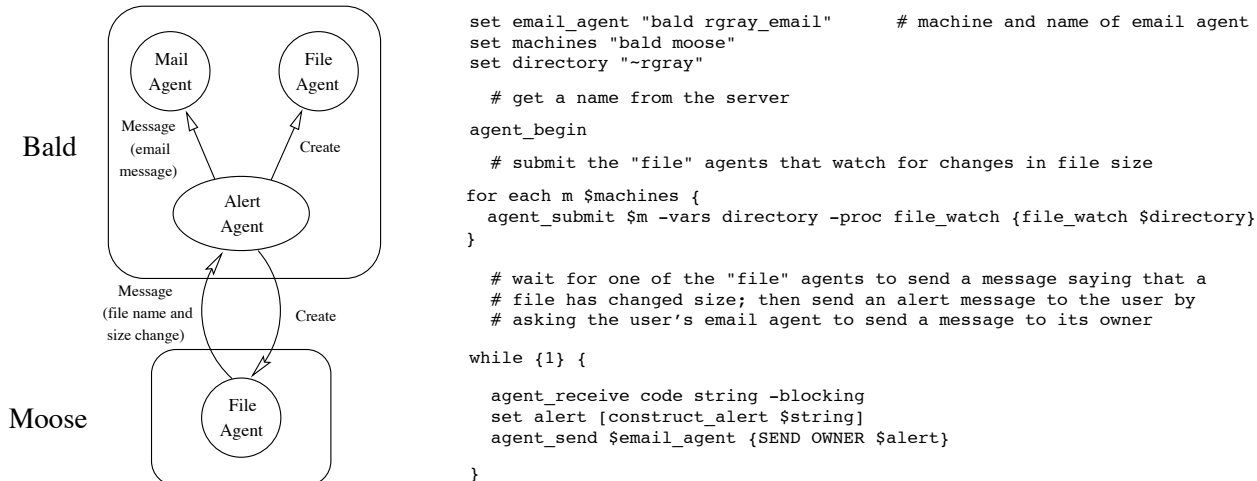 Bald
Mail
Agent
File
Agent
Message
(email
message)
Create
Alert
Agent
Message
(file name and
size change)
Create
Moose
File
Agent
set email_agent "bald rgray_email"      # machine and name of email agent
set machines "bald moose"
set directory "~rgray"
# get a name from the server
agent_begin
# submit the "file" agents that watch for changes in file size
for each m $machines {
agent_submit $m -vars directory -proc file_watch {file_watch $directory}
}
# wait for one of the "file" agents to send a message saying that a
# file has changed size; then send an alert message to the user by
# asking the user's email agent to send a message to its owner
while {1} {
agent_receive code string -blocking
set alert [construct_alert $string]
agent_send $email_agent {SEND OWNER $alert}
}